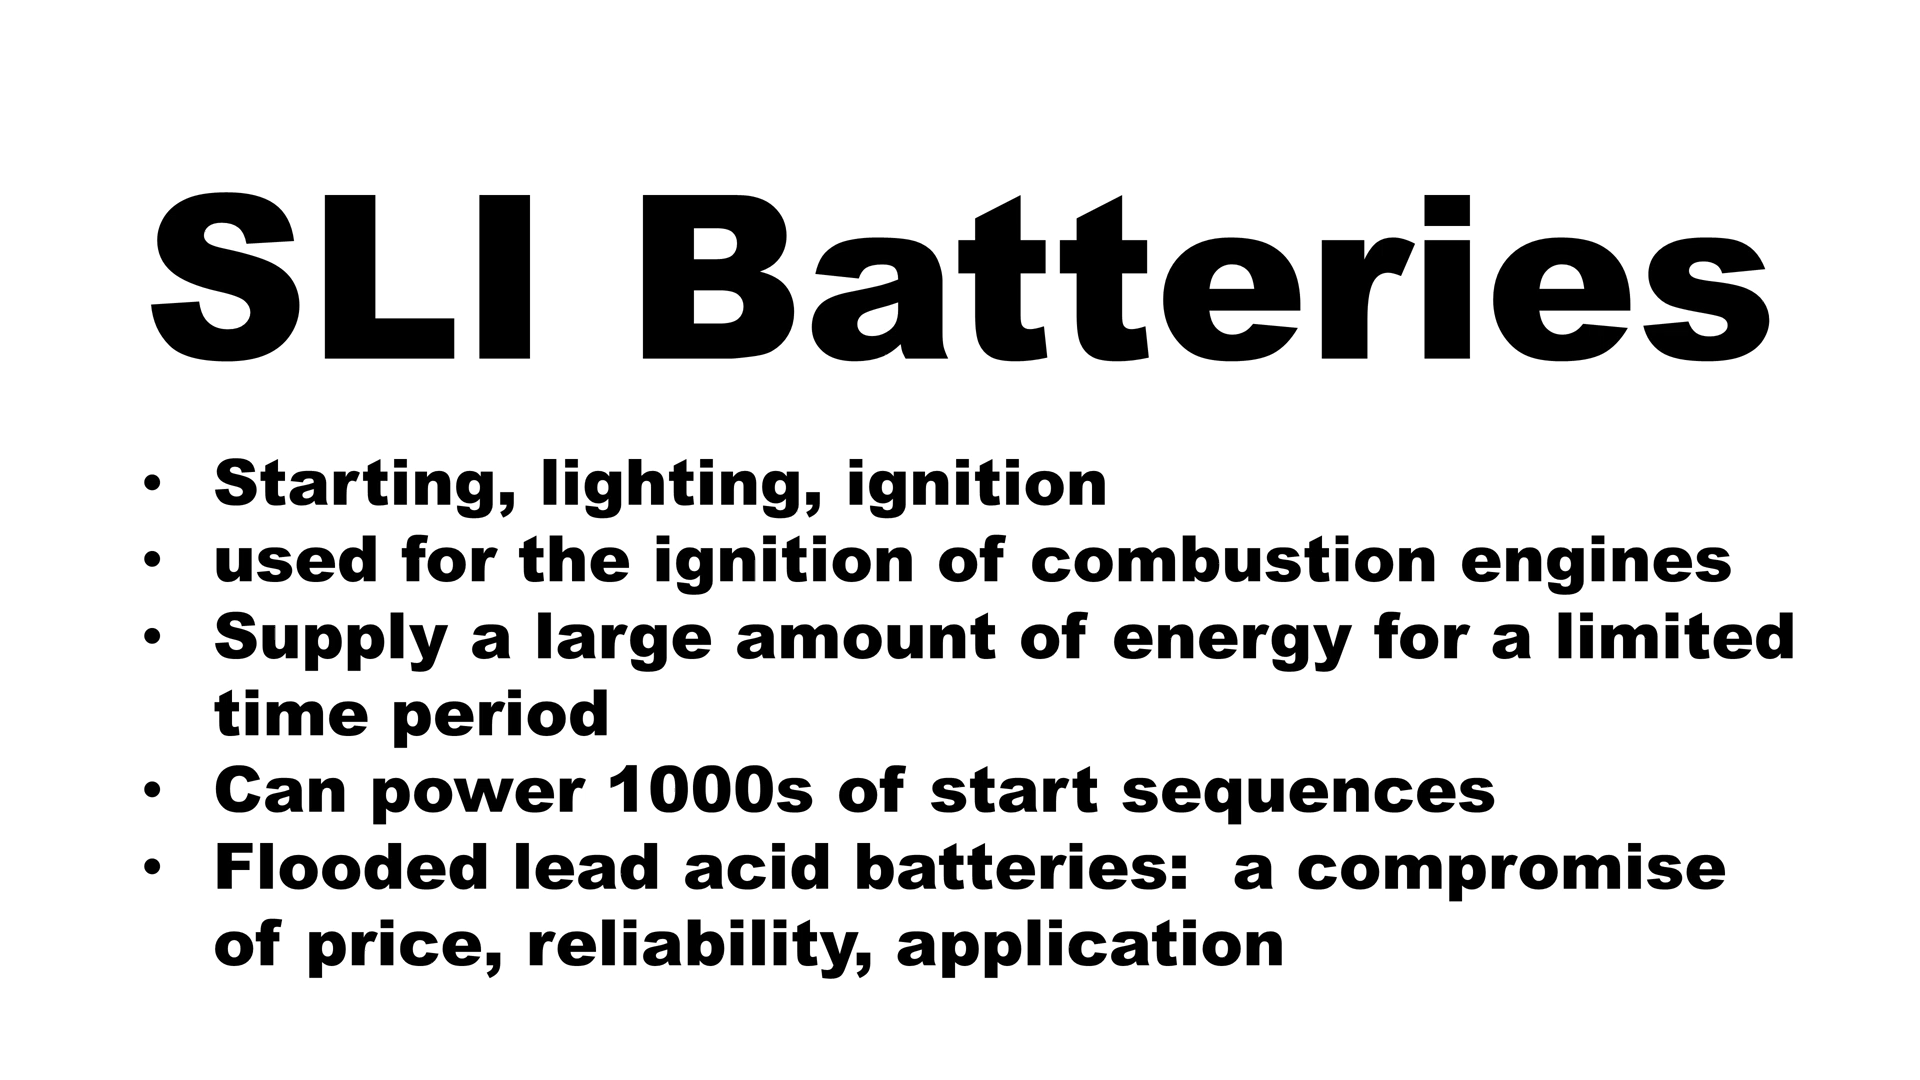 SLI Batteries
• Starting, lighting, ignition
• used for the ignition of combustion engines
• Supply a large amount of energy for a limited
time period
• Can power 1000s of start sequences
• Flooded lead acid batteries:  a compromise
of price, reliability, application